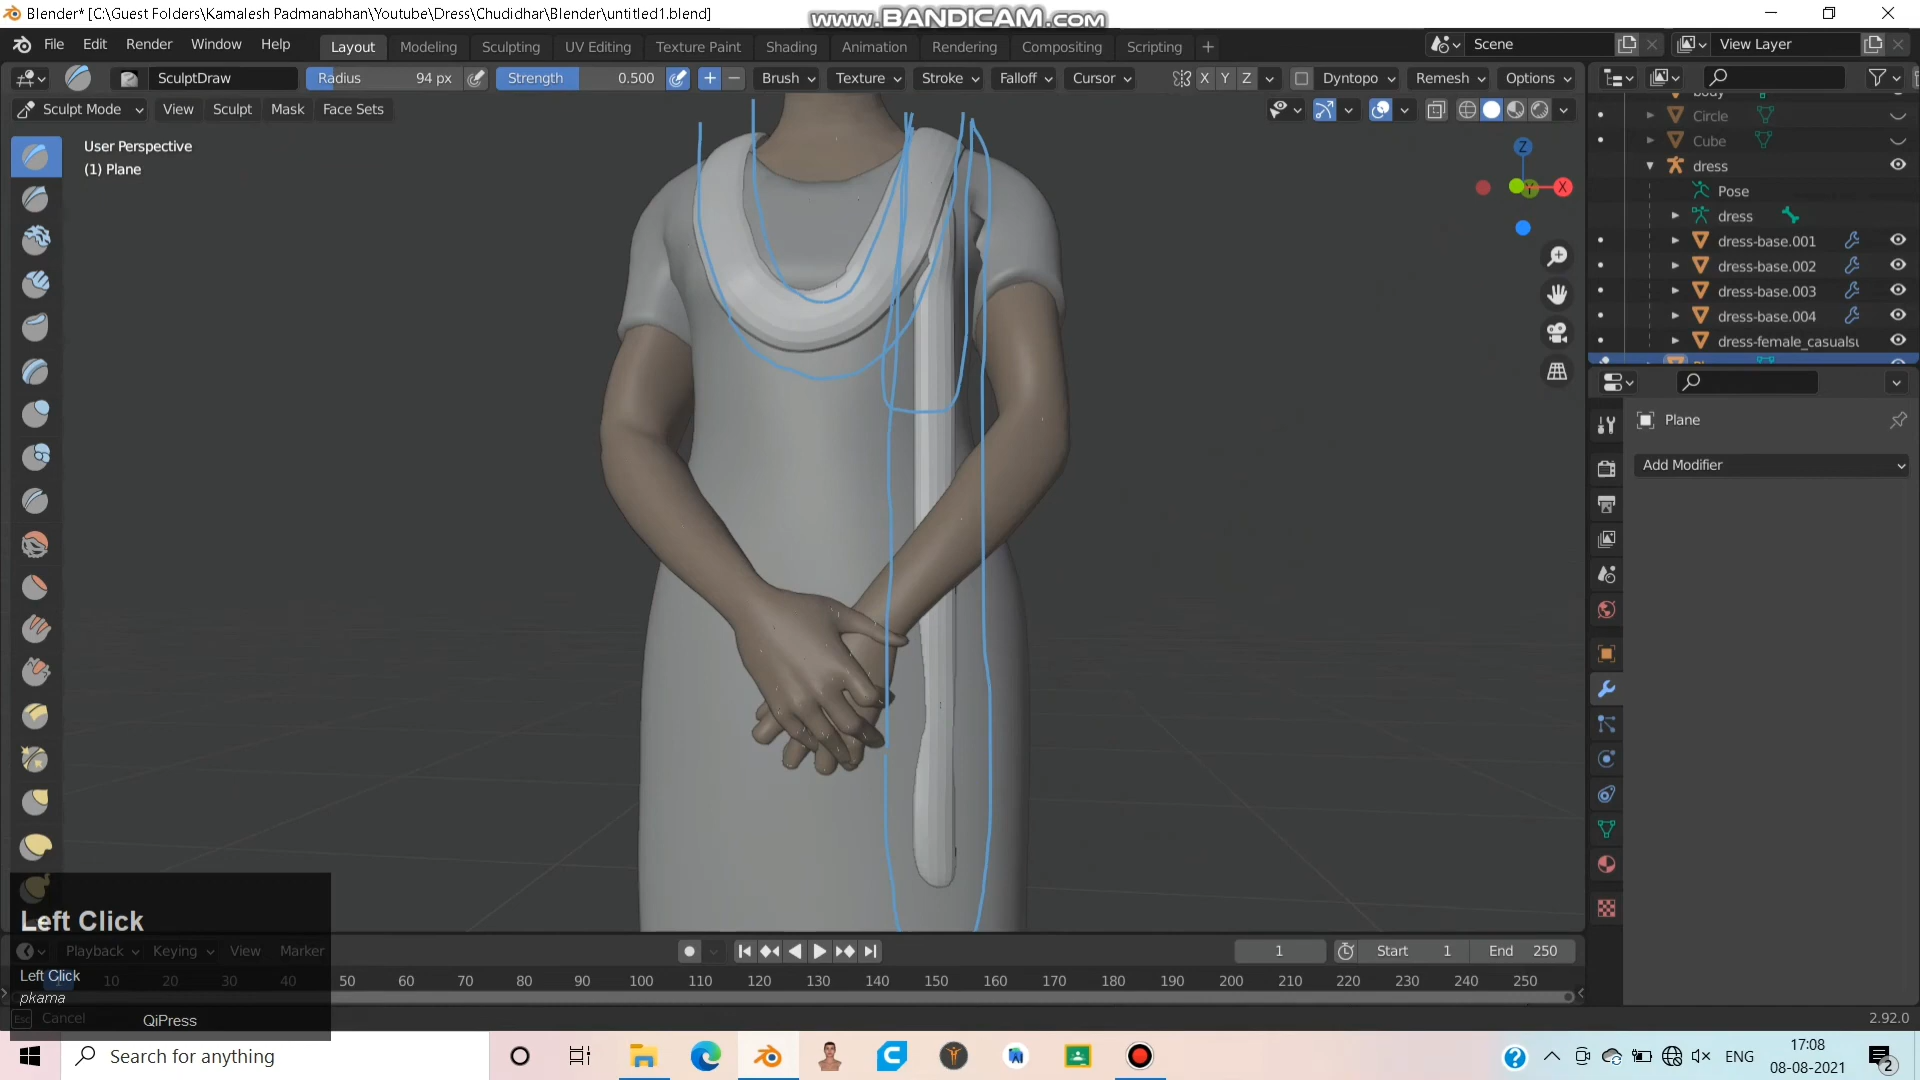 Blender* [C:\Guest Folders\Kamalesh Padmanabhan\Youtube\Dress\Chudidhar\Blender\untitled1.blend]
www.BANDICAM.com
File Edit Render Window Help
Layout Modeling Sculpting UV Editing Texture Paint Shading Animation Rendering Compositing Scripting +
Scene
View Layer
SculptDraw
Radius 94 px
Strength 0.500
Brush Texture Stroke Falloff Cursor
X Y Z
Dyntopo Remesh Options
Sculpt Mode View Sculpt Mask Face Sets
User Perspective
(1) Plane
Z
X
body
Circle
Cube
dress
Pose
dress
dress-base.001
dress-base.002
dress-base.003
dress-base.004
dress-female_casualsu
Plane
Add Modifier
Left Click
Playback Keying View Marker
1
Start 1
End 250
Left Click
1 10 20 30 40 50 60 70 80 90 100 110 120 130 140 150 160 170 180 190 200 210 220 230 240 250
pkama
Esc Cancel
QiPress
2.92.0
Search for anything
ENG
17:08
08-08-2021
2